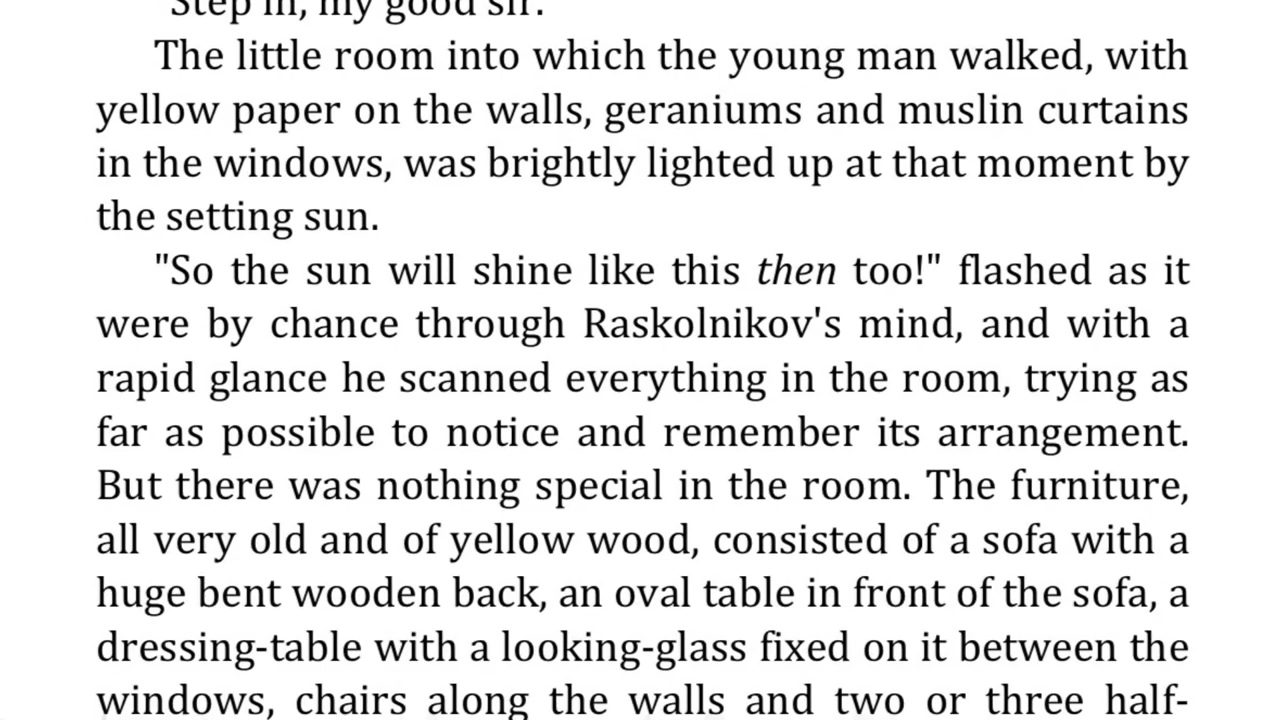 "Step in, my good sir."
The little room into which the young man walked, with
yellow paper on the walls, geraniums and muslin curtains
in the windows, was brightly lighted up at that moment by
the setting sun.
"So the sun will shine like this then too!" flashed as it
were by chance through Raskolnikov's mind, and with a
rapid glance he scanned everything in the room, trying as
far as possible to notice and remember its arrangement.
But there was nothing special in the room. The furniture,
all very old and of yellow wood, consisted of a sofa with a
huge bent wooden back, an oval table in front of the sofa, a
dressing-table with a looking-glass fixed on it between the
windows, chairs along the walls and two or three half-